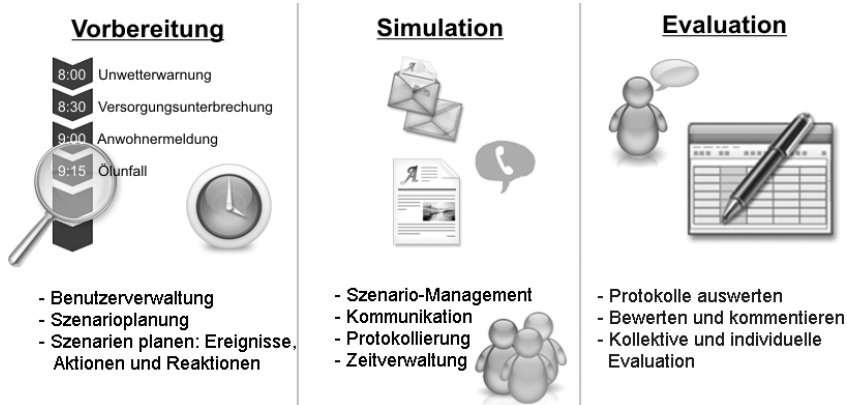 Vorbereitung
8:00 Unwetterwarnung
8:30 Versorgungsunterbrechung
9:00 Anwohnermeldung
9:15 Ölunfall
- Benutzerverwaltung
- Szenarioplanung
- Szenarien planen: Ereignisse,
Aktionen und Reaktionen
Simulation
- Szenario-Management
- Kommunikation
- Protokollierung
- Zeitverwaltung
Evaluation
- Protokolle auswerten
- Bewerten und kommentieren
- Kollektive und individuelle
Evaluation